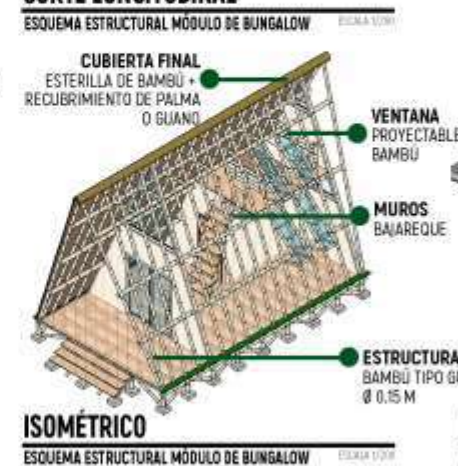 CORTE LONGITUDINAL
ESQUEMA ESTRUCTURAL MÓDULO DE BUNGALOW
CUBIERTA FINAL
ESTERILLA DE BAMBÚ +
RECUBRIMIENTO DE PALMA
O GUANO
VENTANA
PROYECTABLE
BAMBÚ
MUROS
BAJAREQUE
ESTRUCTURA
BAMBÚ TIPO GU
Ø 0.15 M
ISOMÉTRICO
ESQUEMA ESTRUCTURAL MÓDULO DE BUNGALOW